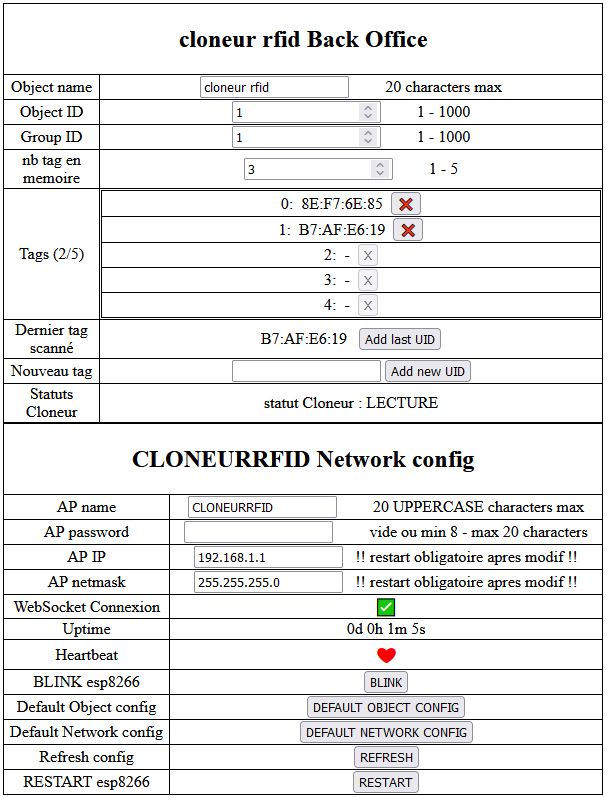 cloneur rfid Back Office
Object name cloneur rfid 20 characters max
Object ID 1 1 - 1000
Group ID 1 1 - 1000
nb tag en
memoire 3 1 - 5
Tags (2/5)
0: 8E:F7:6E:85
1: B7:AF:E6:19
2: - X
3: - X
4: - X
Dernier tag
scanné B7:AF:E6:19 Add last UID
Nouveau tag Add new UID
Statuts
Cloneur statut Cloneur : LECTURE
CLONEURRFID Network config
AP name CLONEURRFID 20 UPPERCASE characters max
AP password vide ou min 8 - max 20 characters
AP IP 192.168.1.1 !! restart obligatoire apres modif !!
AP netmask 255.255.255.0 !! restart obligatoire apres modif !!
WebSocket Connexion
Uptime 0d 0h 1m 5s
Heartbeat
BLINK esp8266 BLINK
Default Object config DEFAULT OBJECT CONFIG
Default Network config DEFAULT NETWORK CONFIG
Refresh config REFRESH
RESTART esp8266 RESTART